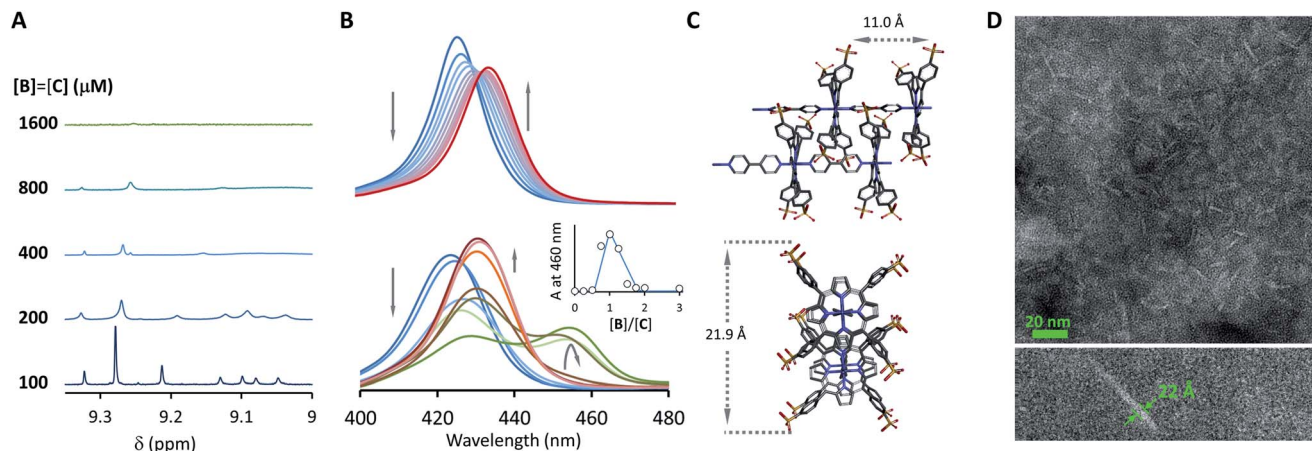 A
[B]=[C] (μM)
1600
800
400
200
100
9.3
9.2
9.1
9
δ (ppm)
B
A at 460 nm
0
1
2
3
[B]/[C]
400
420
440
460
480
Wavelength (nm)
C
11.0 Å
21.9 Å
D
20 nm
22 Å